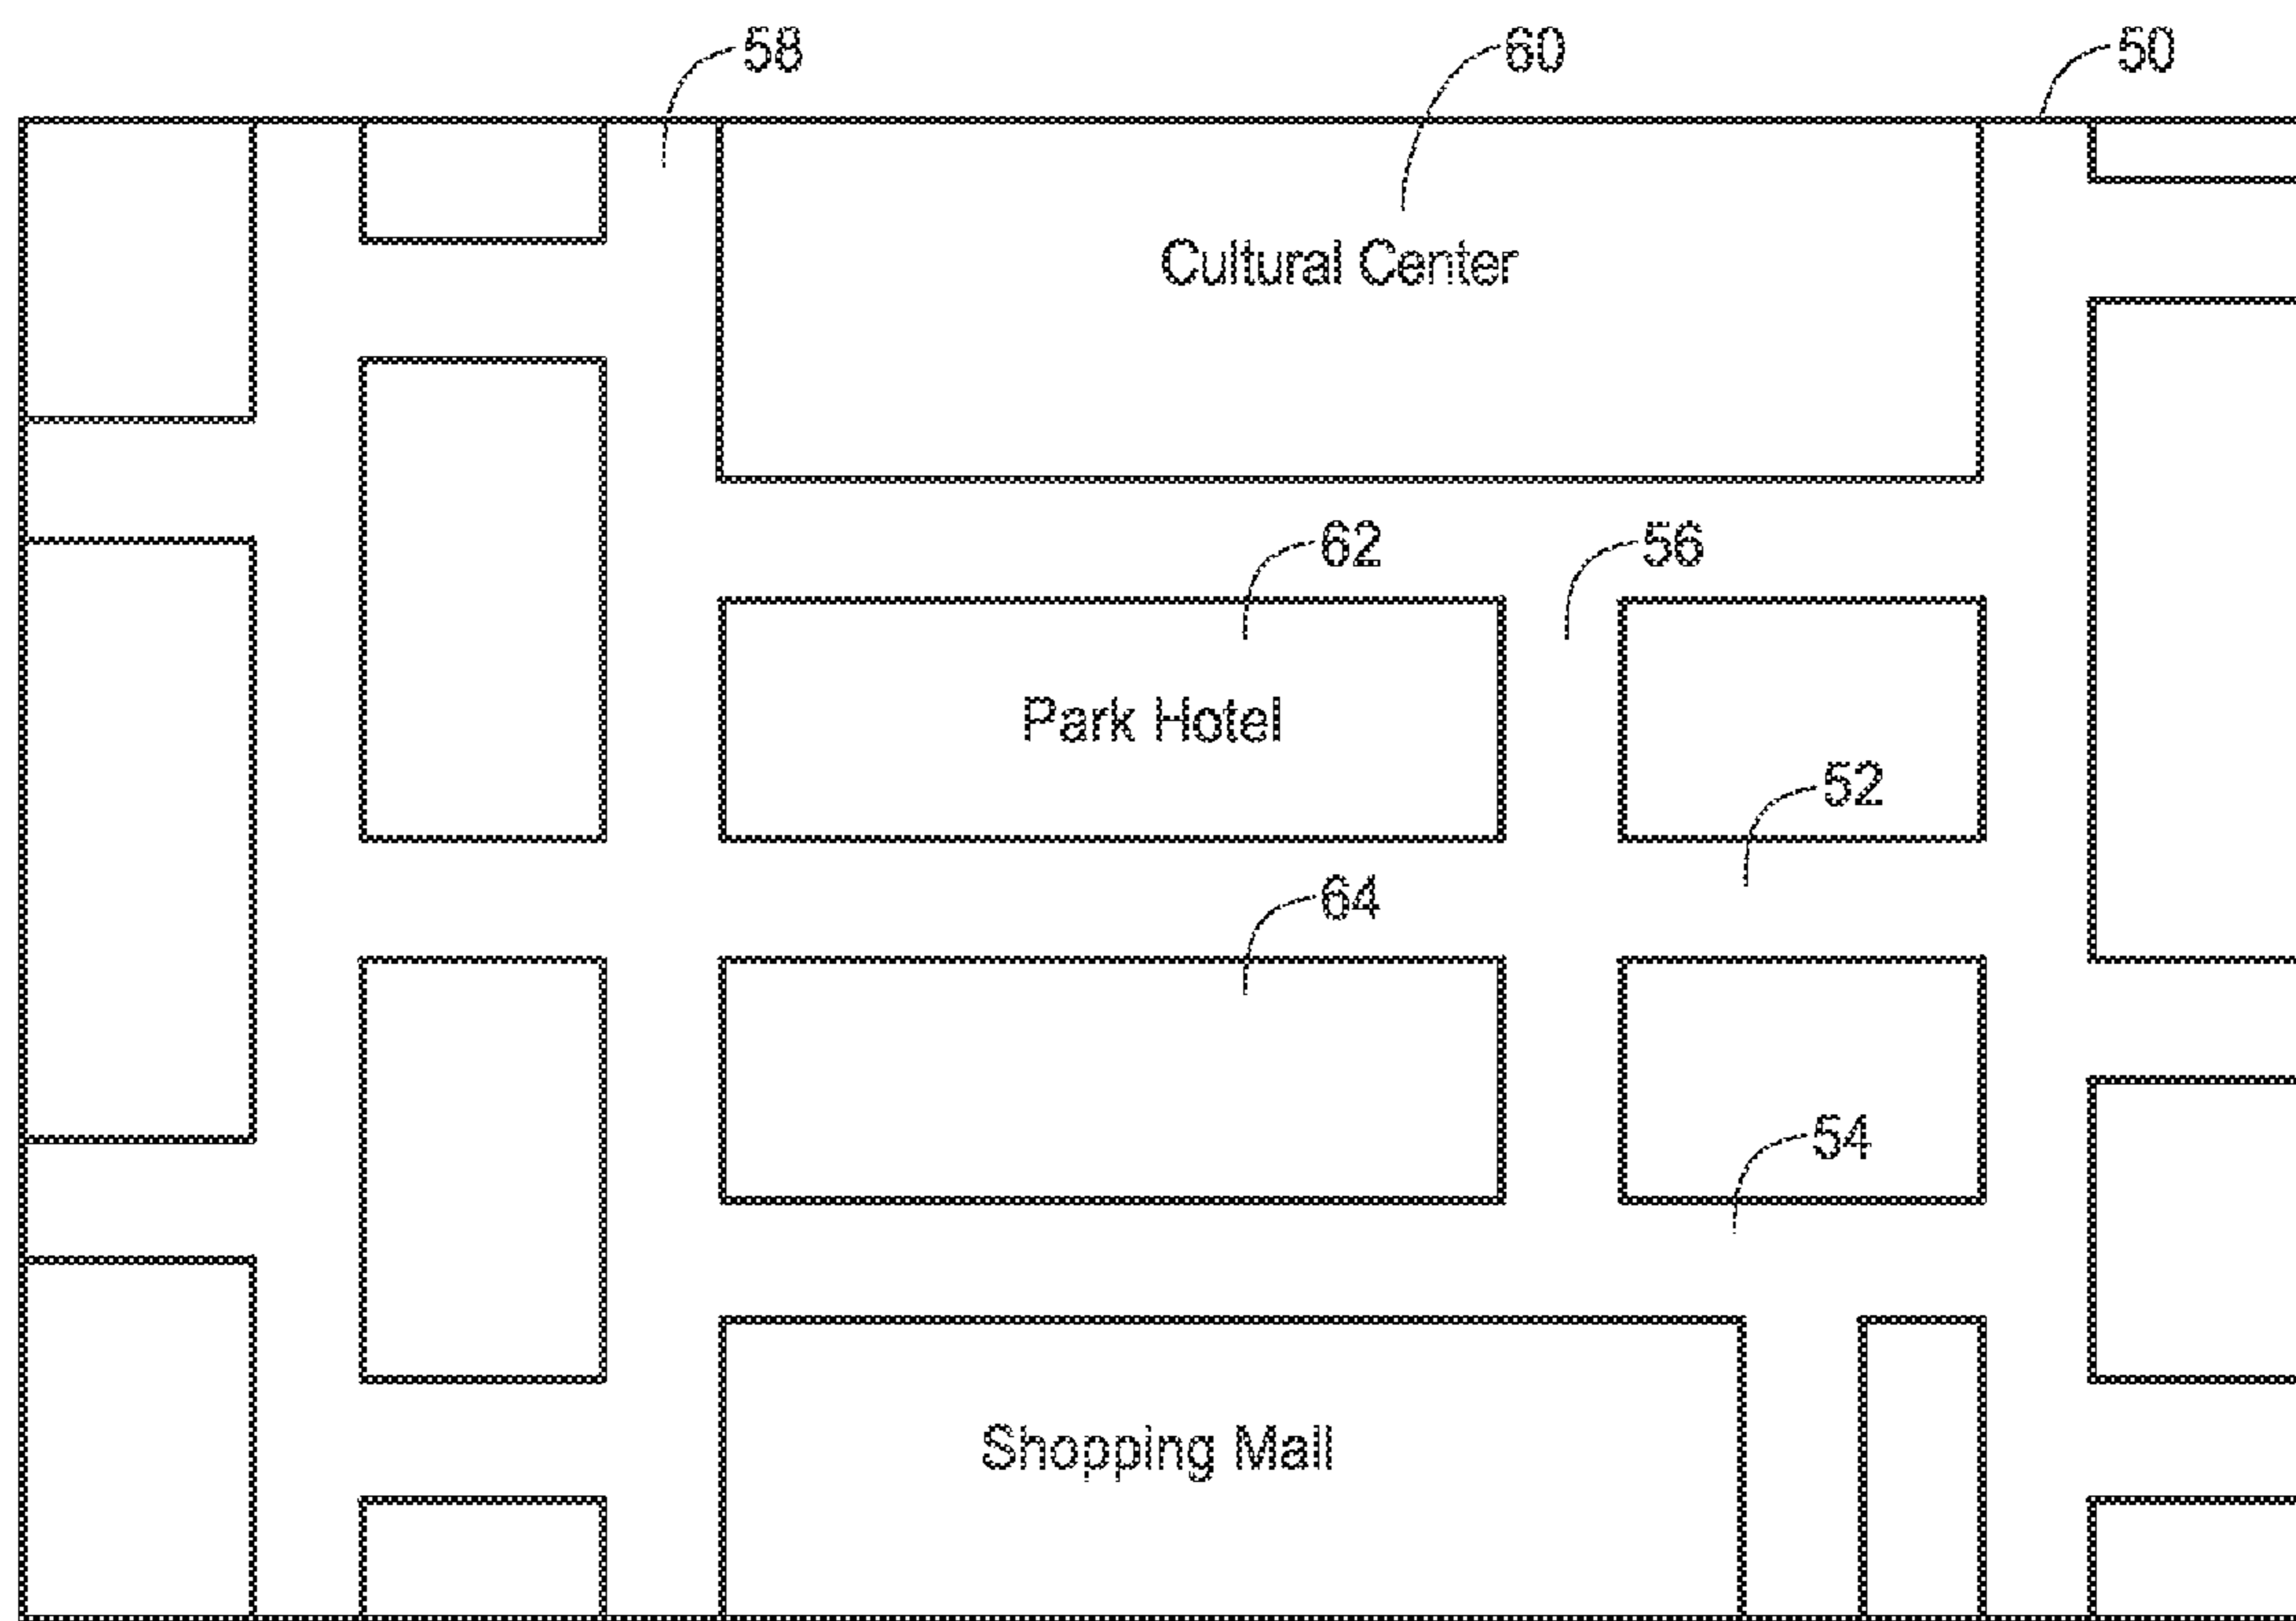 58 60 50
Cultural Center
62 56
Park Hotel
52
64
54
Shopping Mall